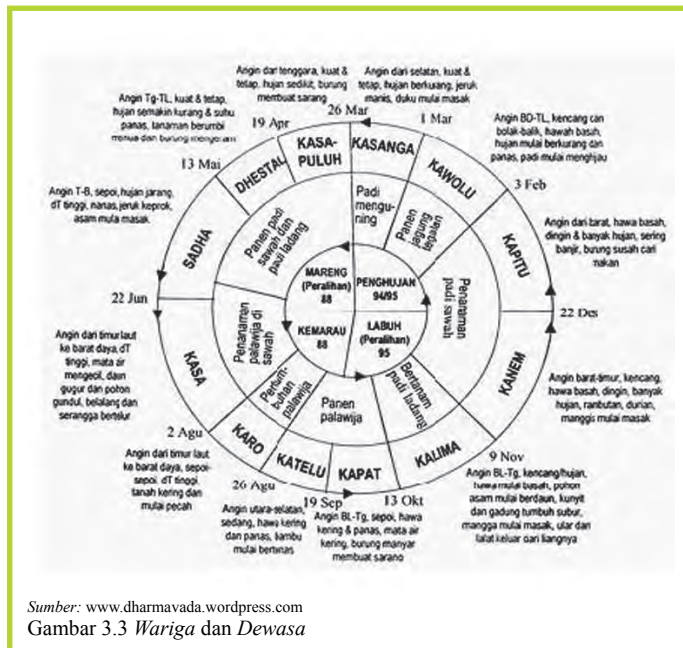 Angin dari tenggara, kuat &
tetap, hujan sedikit, burung
membuat sarang
Angin dari selatan, kuat &
tetap, hujan berkurang, jeruk
manis, duku mulai masak
Angin Tg-TL, kuat & tetap,
hujan semakin kurang & suhu
panas, tanaman berumbi
burung
Angin BD-TL, kencang
bolak-balik, hawah basah,
hujan mulai berkurang dan
panas, padi mulai menghijau
Angin T-B, sepoi, hujan jarang,
dT tinggi, nanas, jeruk keprok,
asam mula masak
Angin dari barat, hawa basah,
dingin & banyak hujan, sering
banjir, burung susah cari
Angin dari timur laut
ke barat daya, dT
tinggi, mata air
daun
gugur dan pohon
gundul, belalang dan
serangga bertelur
Angin barat-timur, kencang,
hawa basah, dingin, banyak
hujan, rambutan, durian,
manggis mulai masak
Angin dari timur laut
ke barat daya, sepoi-
sepoi, dT tinggi,
tanah kering dan
mulai pecah
Angin utara-selatan,
sedang, hawa kering
dan panas,
mulai
Angin BL-Tg, sepoi, hawa
kering & panas, mata air
kering, burung manyar
membuat
Angin BL-Tg, kencang/hujan,
hawa mulai basah, pohon
asam mulai berdaun, kunyit
dan gadung tumbuh subur,
mangga mulai masak, ular dan
lalat keluar dari liangnya
26 Mar
1 Mar
3 Feb
22 Des
9 Nov
13 Okt
19 Sep
26 Agu
2 Agu
22 Jun
13 Mai
19 Apr
KASA-
PULUH
KASANGA
KAWOLU
KAPITU
KANEM
KALIMA
KAPAT
KATELU
KARO
KASA
SADHA
DHESTAL
Padi
mengu-
ning
Panen
jagung
tegalan
Penanaman
padi sawah
Bertanam
padi ladang
Panen
palawija
Pertum-
buhan
palawija
Penanaman
palawija di
sawah
Panen padi
sawah dan
padi ladang
MARENG
(Peralihan)
88
PENGHUJAN
94/95
KEMARAU
88
LABUH
(Peralihan)
95
Sumber: www.dharmavada.wordpress.com
Gambar 3.3 Wariga dan Dewasa